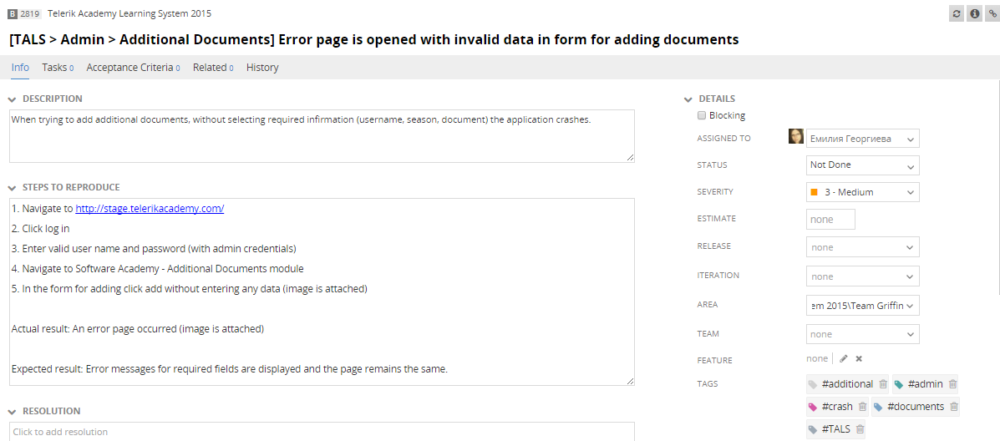 B 2819 Telerik Academy Learning System 2015
[TALS > Admin > Additional Documents] Error page is opened with invalid data in form for adding documents
Info Tasks 0 Acceptance Criteria 0 Related 0 History
DESCRIPTION
When trying to add additional documents, without selecting required infirmation (username, season, document) the application crashes.
STEPS TO REPRODUCE
1. Navigate to http://stage.telerikacademy.com/
2. Click log in
3. Enter valid user name and password (with admin credentials)
4. Navigate to Software Academy - Additional Documents module
5. In the form for adding click add without entering any data (image is attached)
Actual result: An error page occurred (image is attached)
Expected result: Error messages for required fields are displayed and the page remains the same.
RESOLUTION
Click to add resolution
DETAILS
Blocking
ASSIGNED TO Емилия Георгиева
STATUS Not Done
SEVERITY 3 - Medium
ESTIMATE none
RELEASE none
ITERATION none
AREA em 2015\Team Griffin
TEAM none
FEATURE none
TAGS #additional #admin
#crash #documents
#TALS